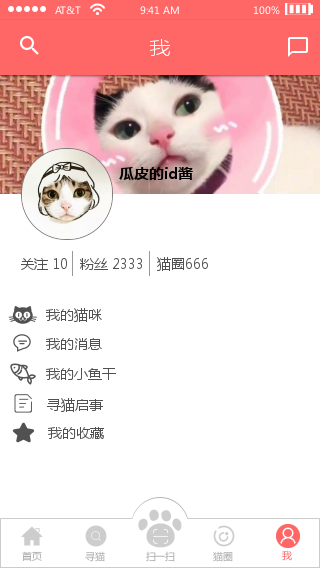 AT&T 9:41 AM 100%
我
瓜皮的id酱
关注 10 粉丝 2333 猫圈666
我的猫咪
我的消息
我的小鱼干
寻猫启事
我的收藏
首页 寻猫 扫一扫 猫圈 我